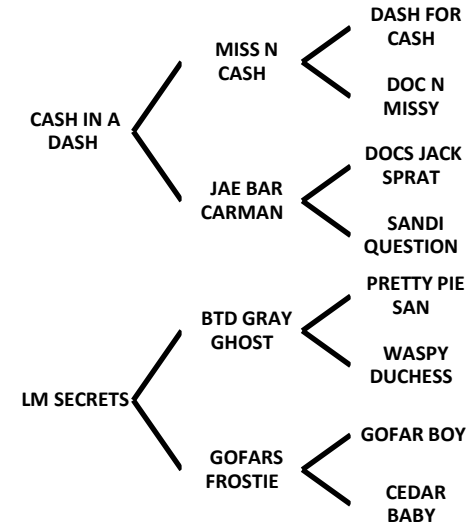 DASH FOR
CASH
MISS N
CASH
DOC N
MISSY
CASH IN A
DASH
DOCS JACK
SPRAT
JAE BAR
CARMAN
SANDI
QUESTION
PRETTY PIE
SAN
BTD GRAY
GHOST
WASPY
DUCHESS
LM SECRETS
GOFAR BOY
GOFARS
FROSTIE
CEDAR
BABY